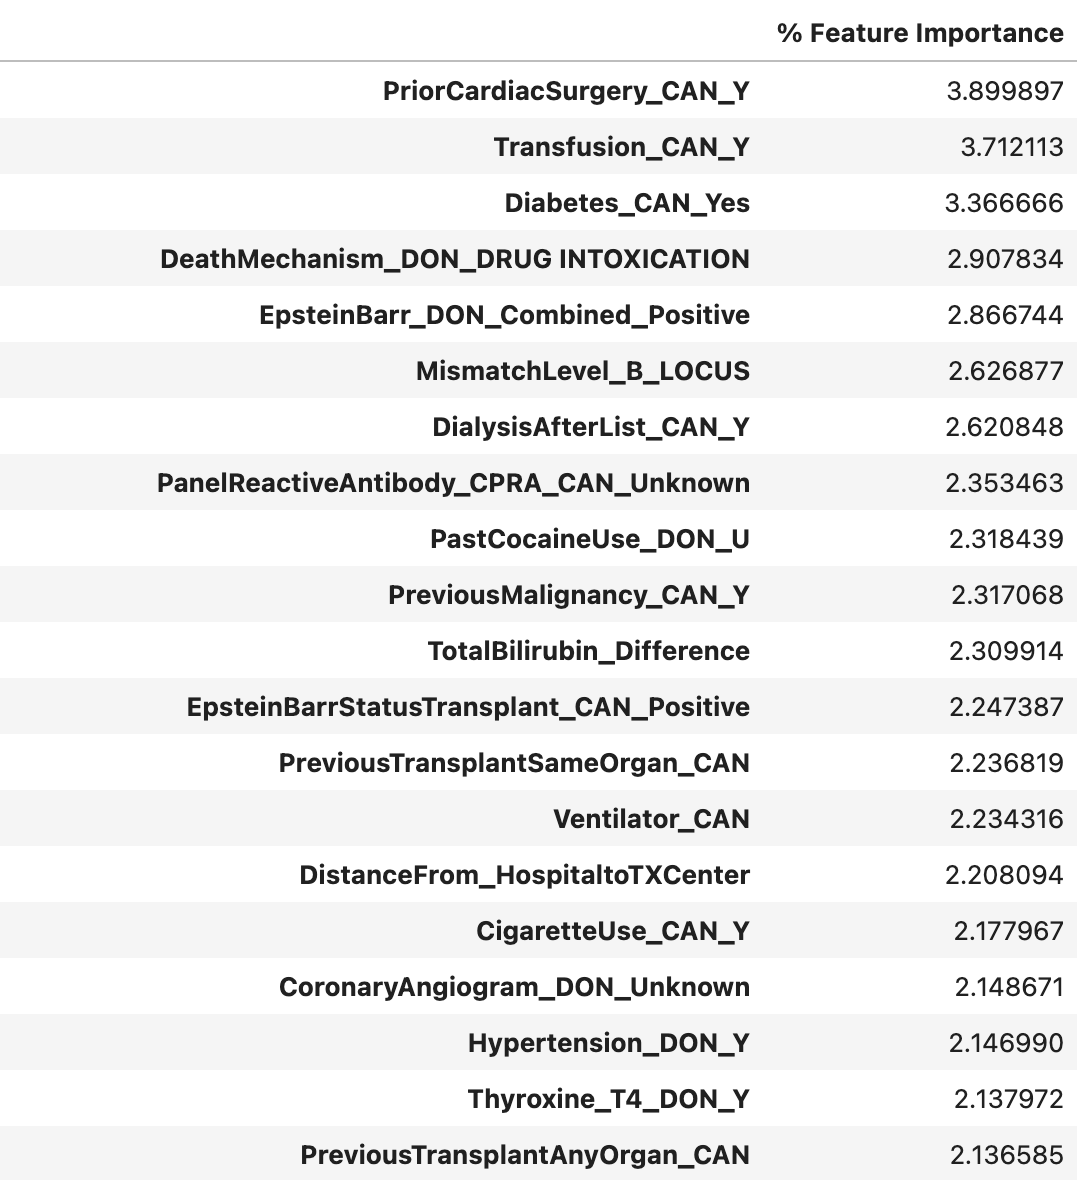 % Feature Importance
PriorCardiacSurgery_CAN_Y 3.899897
Transfusion_CAN_Y 3.712113
Diabetes_CAN_Yes 3.366666
DeathMechanism_DON_DRUG INTOXICATION 2.907834
EpsteinBarr_DON_Combined_Positive 2.866744
MismatchLevel_B_LOCUS 2.626877
DialysisAfterList_CAN_Y 2.620848
PanelReactiveAntibody_CPRA_CAN_Unknown 2.353463
PastCocaineUse_DON_U 2.318439
PreviousMalignancy_CAN_Y 2.317068
TotalBilirubin_Difference 2.309914
EpsteinBarrStatusTransplant_CAN_Positive 2.247387
PreviousTransplantSameOrgan_CAN 2.236819
Ventilator_CAN 2.234316
DistanceFrom_HospitaltoTXCenter 2.208094
CigaretteUse_CAN_Y 2.177967
CoronaryAngiogram_DON_Unknown 2.148671
Hypertension_DON_Y 2.146990
Thyroxine_T4_DON_Y 2.137972
PreviousTransplantAnyOrgan_CAN 2.136585